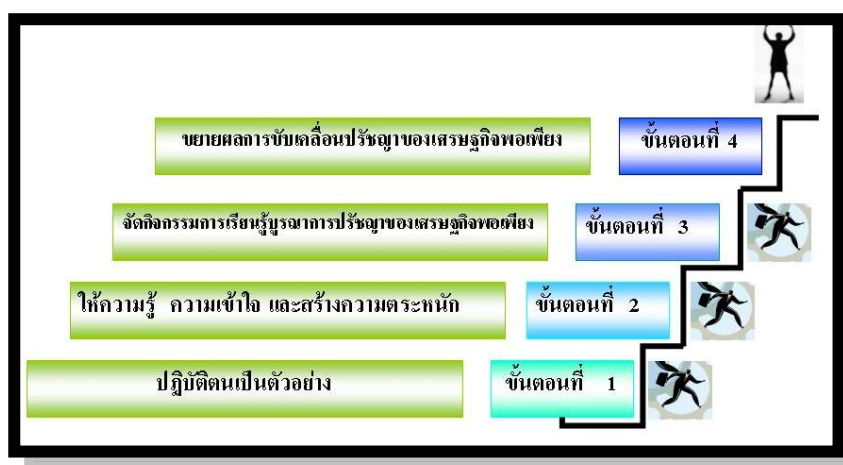 ขยายผลการขับเคลื่อนปรัชญาของเศรษฐกิจพอเพียง ขั้นตอนที่ 4
จัดกิจกรรมการเรียนรู้บูรณาการปรัชญาของเศรษฐกิจพอเพียง ขั้นตอนที่ 3
ให้ความรู้ ความเข้าใจ และสร้างความตระหนัก ขั้นตอนที่ 2
ปฏิบัติตนเป็นตัวอย่าง ขั้นตอนที่ 1